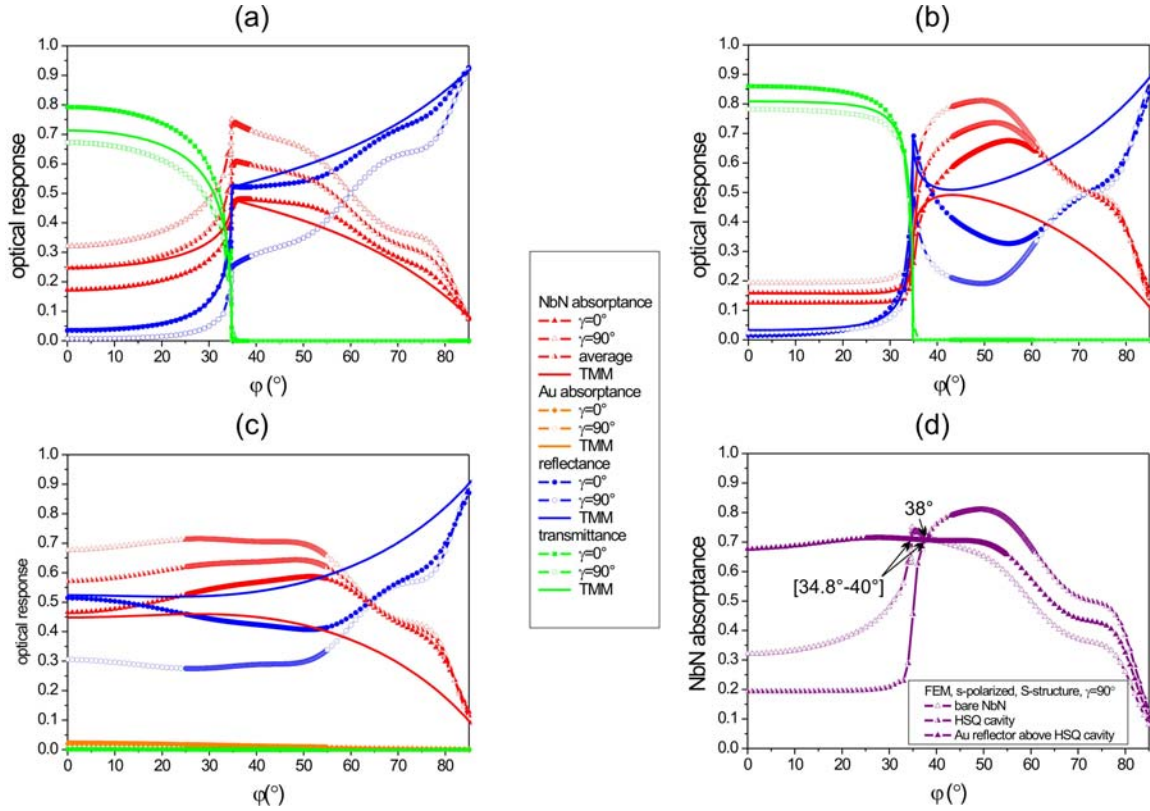 (a)
(b)
1.0
0.9
0.8
0.7
0.6
0.5
0.4
0.3
0.2
0.1
0.0
optical response
0 10 20 30 40 50 60 70 80
φ (°)
1.0
0.9
0.8
0.7
0.6
0.5
0.4
0.3
0.2
0.1
0.0
optical response
0 10 20 30 40 50 60 70 80
φ (°)
NbN absorptance
γ=0°
γ=90°
average
TMM
Au absorptance
γ=0°
γ=90°
TMM
reflectance
γ=0°
γ=90°
TMM
transmittance
γ=0°
γ=90°
TMM
(c)
(d)
1.0
0.9
0.8
0.7
0.6
0.5
0.4
0.3
0.2
0.1
0.0
optical response
0 10 20 30 40 50 60 70 80
φ(°)
1.0
0.9
0.8
0.7
0.6
0.5
0.4
0.3
0.2
0.1
0.0
NbN absorptance
38°
[34.8°-40°]
FEM, s-polarized, S-structure, γ=90°
bare NbN
HSQ cavity
Au reflector above HSQ cavity
0 10 20 30 40 50 60 70 80
φ (°)